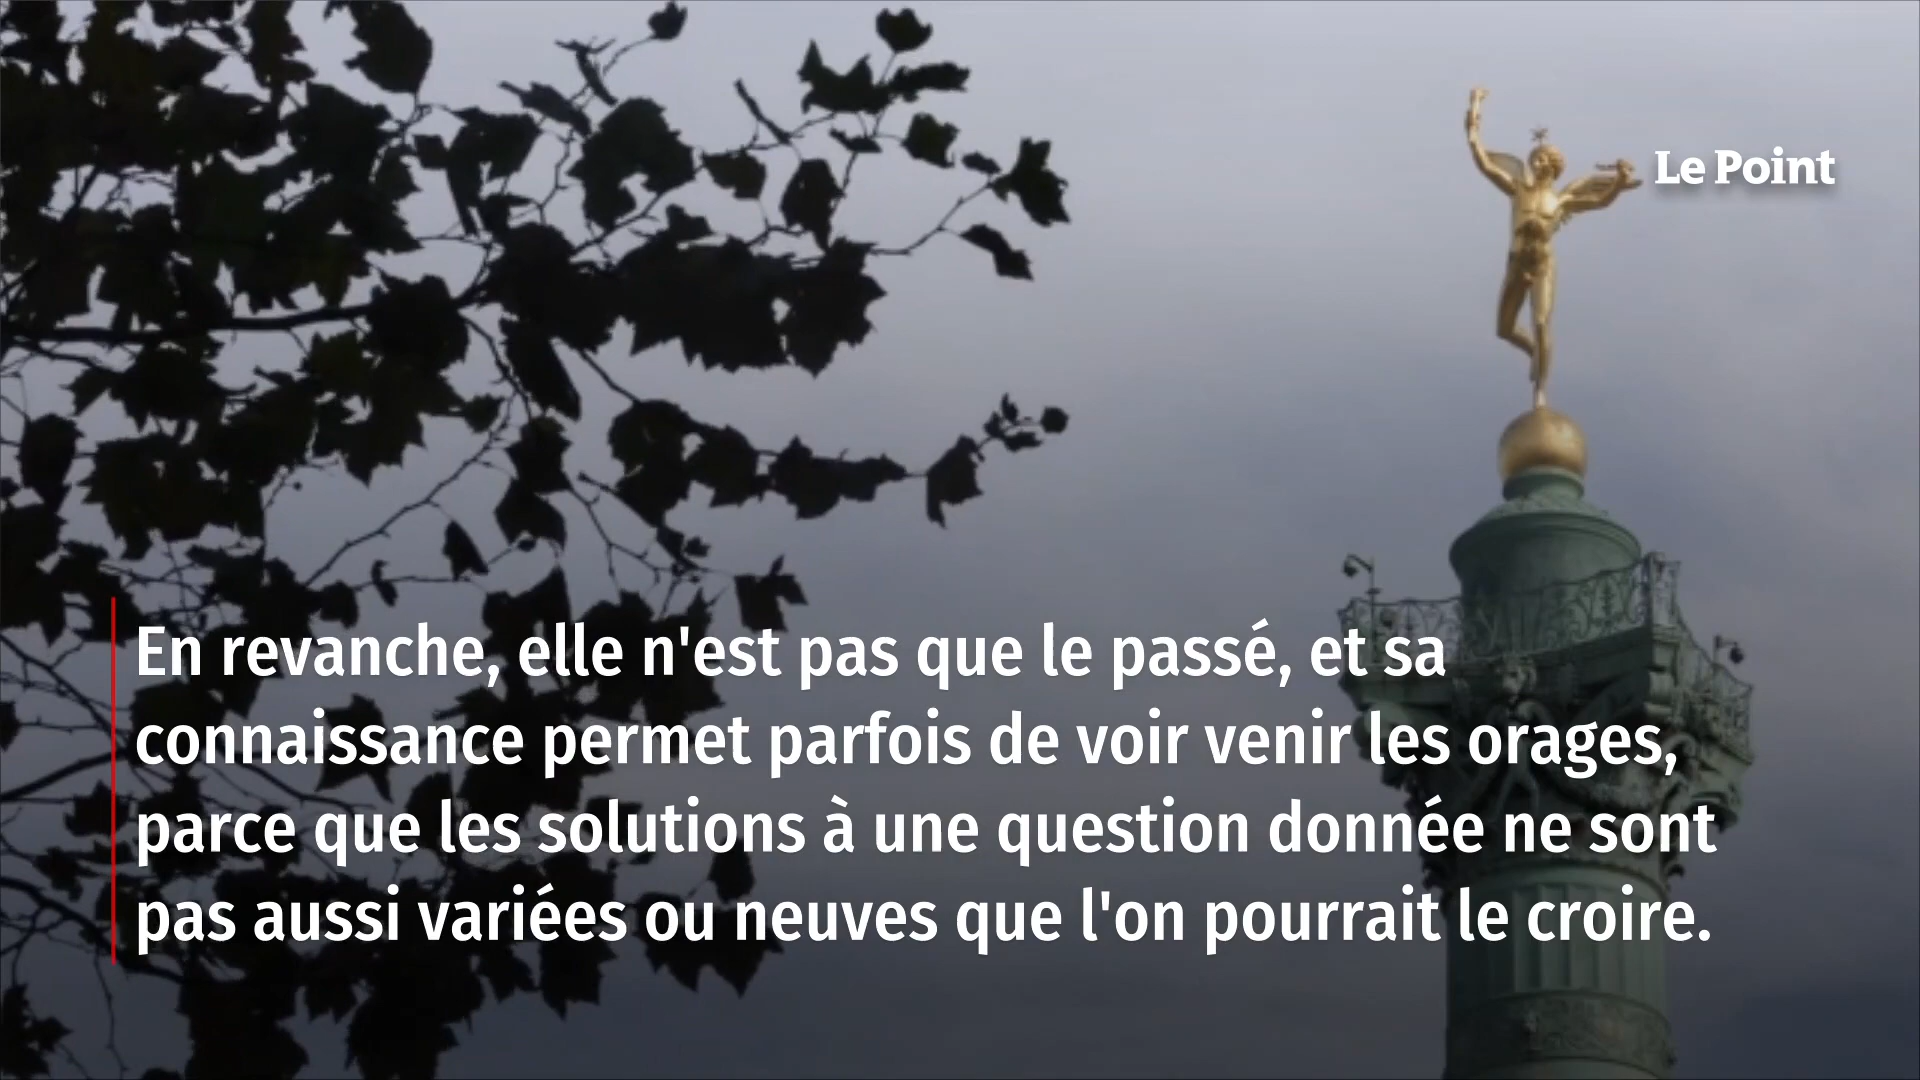 Le Point
En revanche, elle n'est pas que le passé, et sa
connaissance permet parfois de voir venir les orages,
parce que les solutions à une question donnée ne sont
pas aussi variées ou neuves que l'on pourrait le croire.